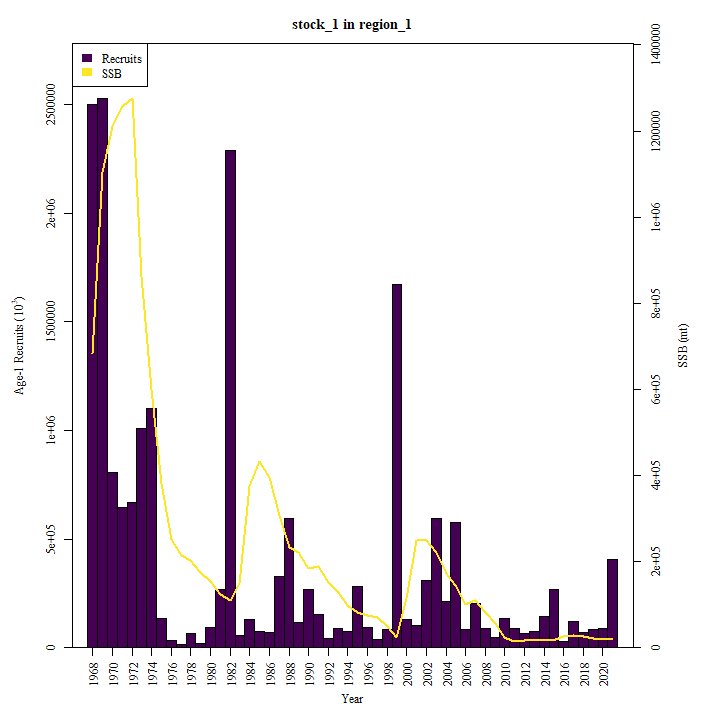 stock_1 in region_1
Recruits
SSB
Age-1 Recruits (10³)
0
5e+05
1e+06
1500000
2e+06
2500000
SSB (mt)
0
2e+05
4e+05
6e+05
8e+05
1e+06
1200000
1400000
1968 1970 1972 1974 1976 1978 1980 1982 1984 1986 1988 1990 1992 1994 1996 1998 2000 2002 2004 2006 2008 2010 2012 2014 2016 2018 2020
Year